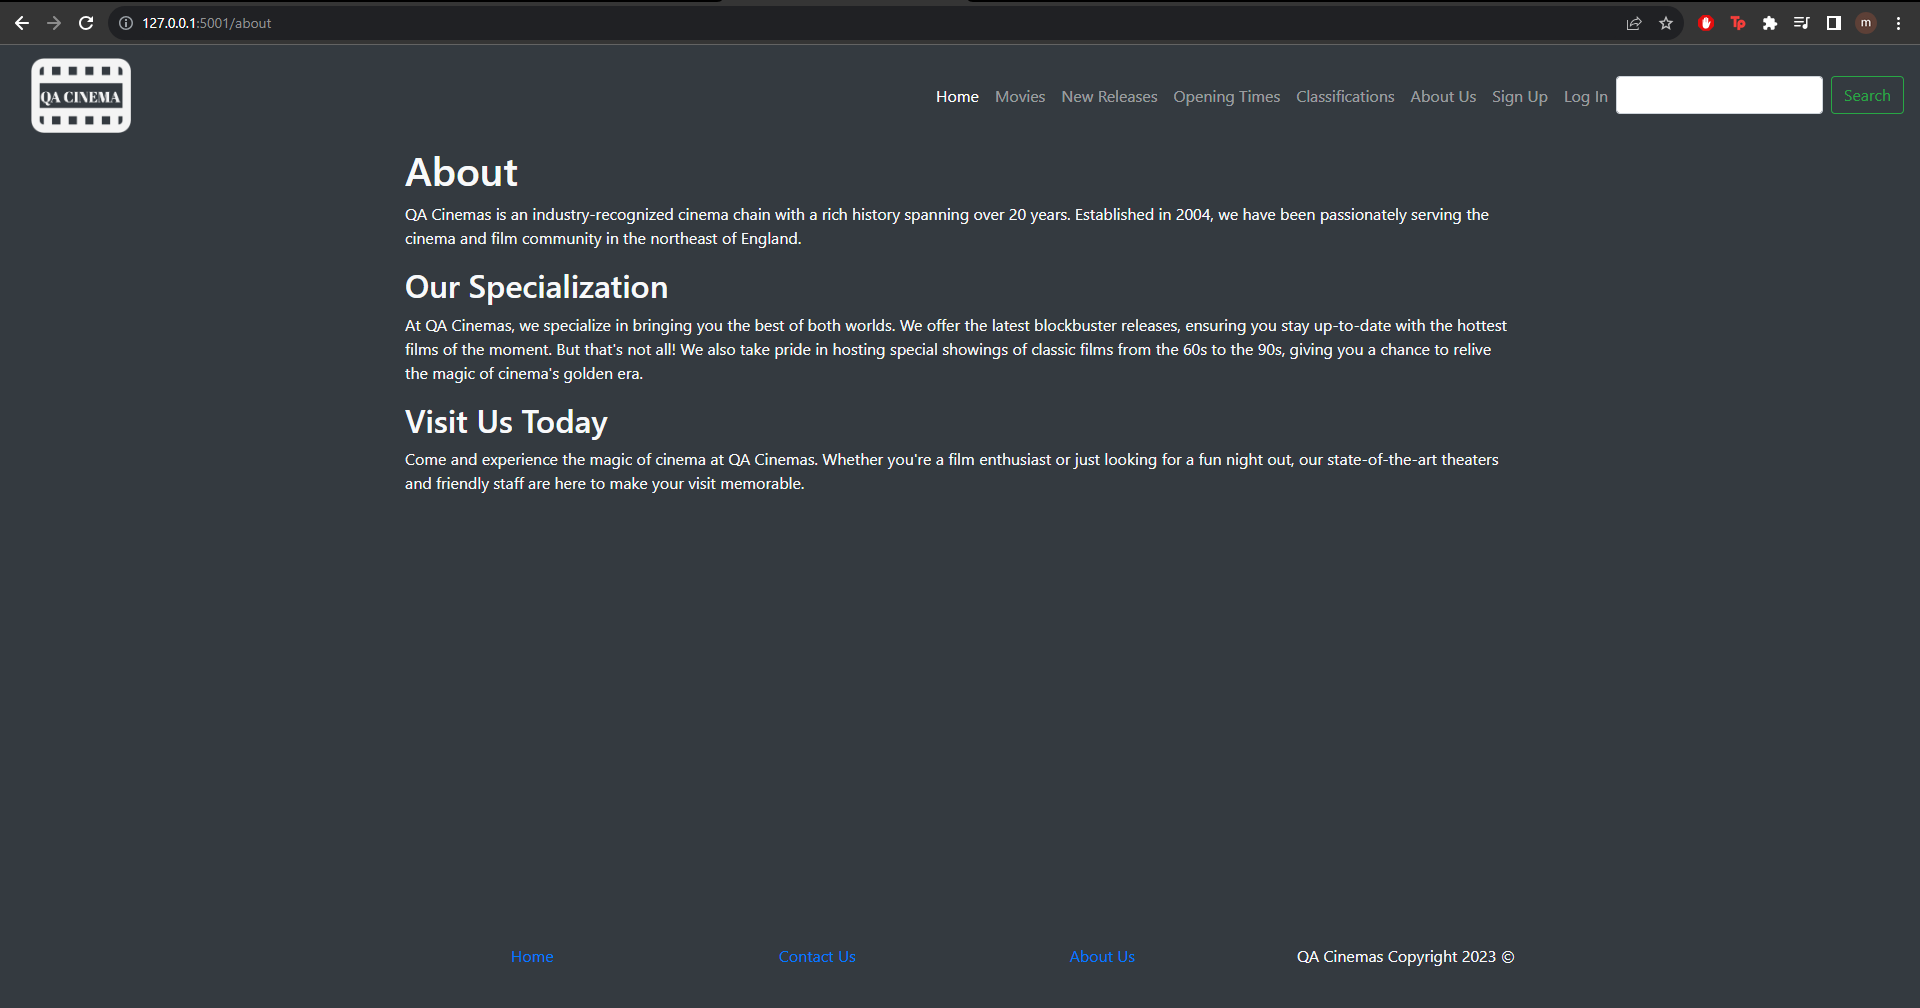 127.0.0.1:5001/about
Tp
m
QA CINEMA
Home Movies New Releases Opening Times Classifications About Us Sign Up Log In Search
About
QA Cinemas is an industry-recognized cinema chain with a rich history spanning over 20 years. Established in 2004, we have been passionately serving the
cinema and film community in the northeast of England.
Our Specialization
At QA Cinemas, we specialize in bringing you the best of both worlds. We offer the latest blockbuster releases, ensuring you stay up-to-date with the hottest
films of the moment. But that's not all! We also take pride in hosting special showings of classic films from the 60s to the 90s, giving you a chance to relive
the magic of cinema's golden era.
Visit Us Today
Come and experience the magic of cinema at QA Cinemas. Whether you're a film enthusiast or just looking for a fun night out, our state-of-the-art theaters
and friendly staff are here to make your visit memorable.
Home Contact Us About Us QA Cinemas Copyright 2023 ©